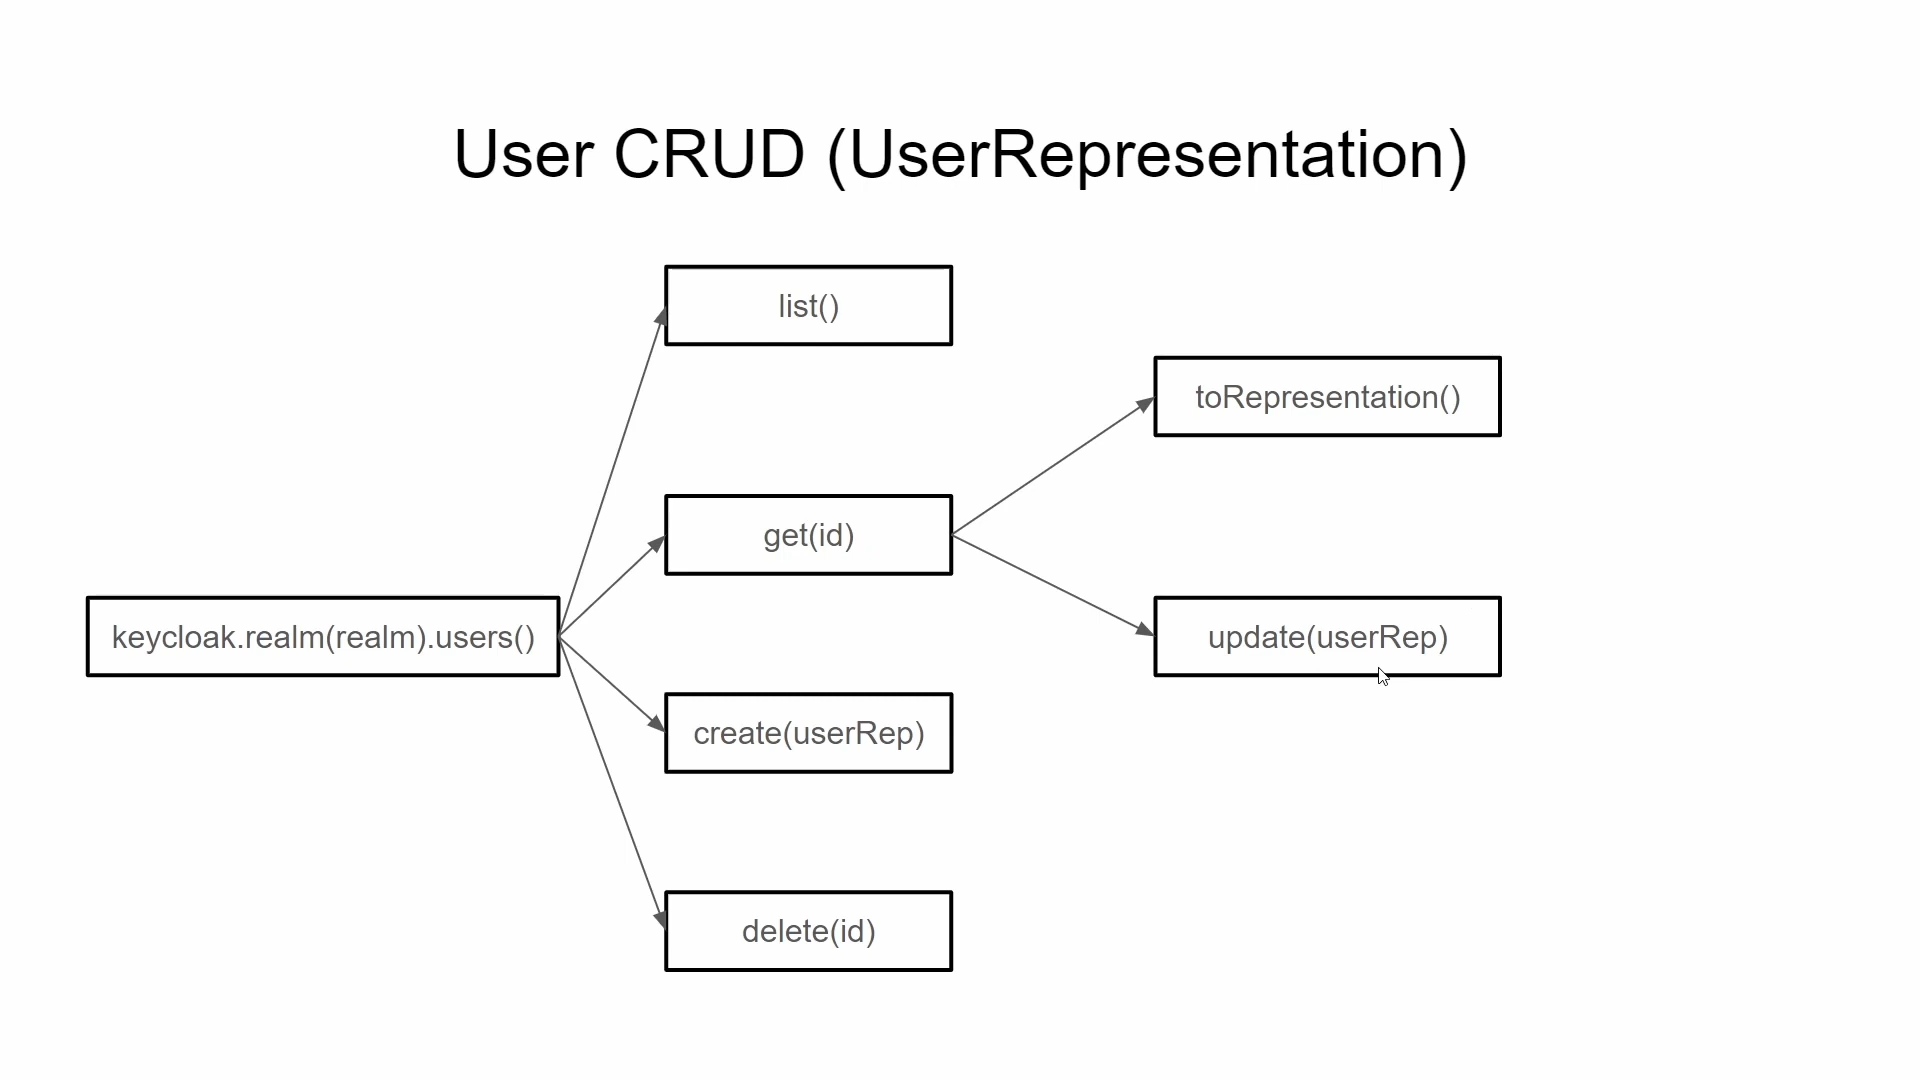 User CRUD (UserRepresentation)
list()
toRepresentation()
get(id)
keycloak.realm(realm).users()
update(userRep)
create(userRep)
delete(id)